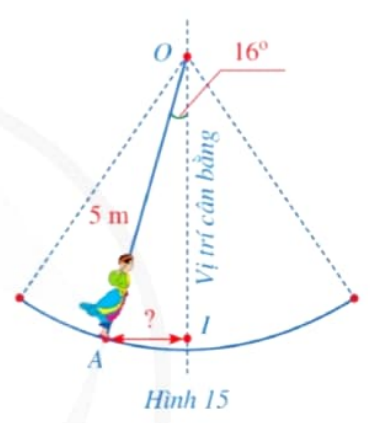 O
16°
5 m
Vị trí cân bằng
?
I
A
Hình 15